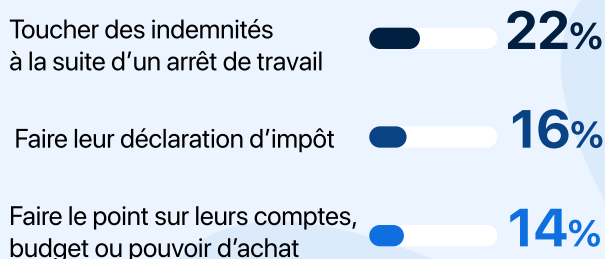 Toucher des indemnités
à la suite d’un arrêt de travail
22%
Faire leur déclaration d’impôt
16%
Faire le point sur leurs comptes,
budget ou pouvoir d’achat
14%